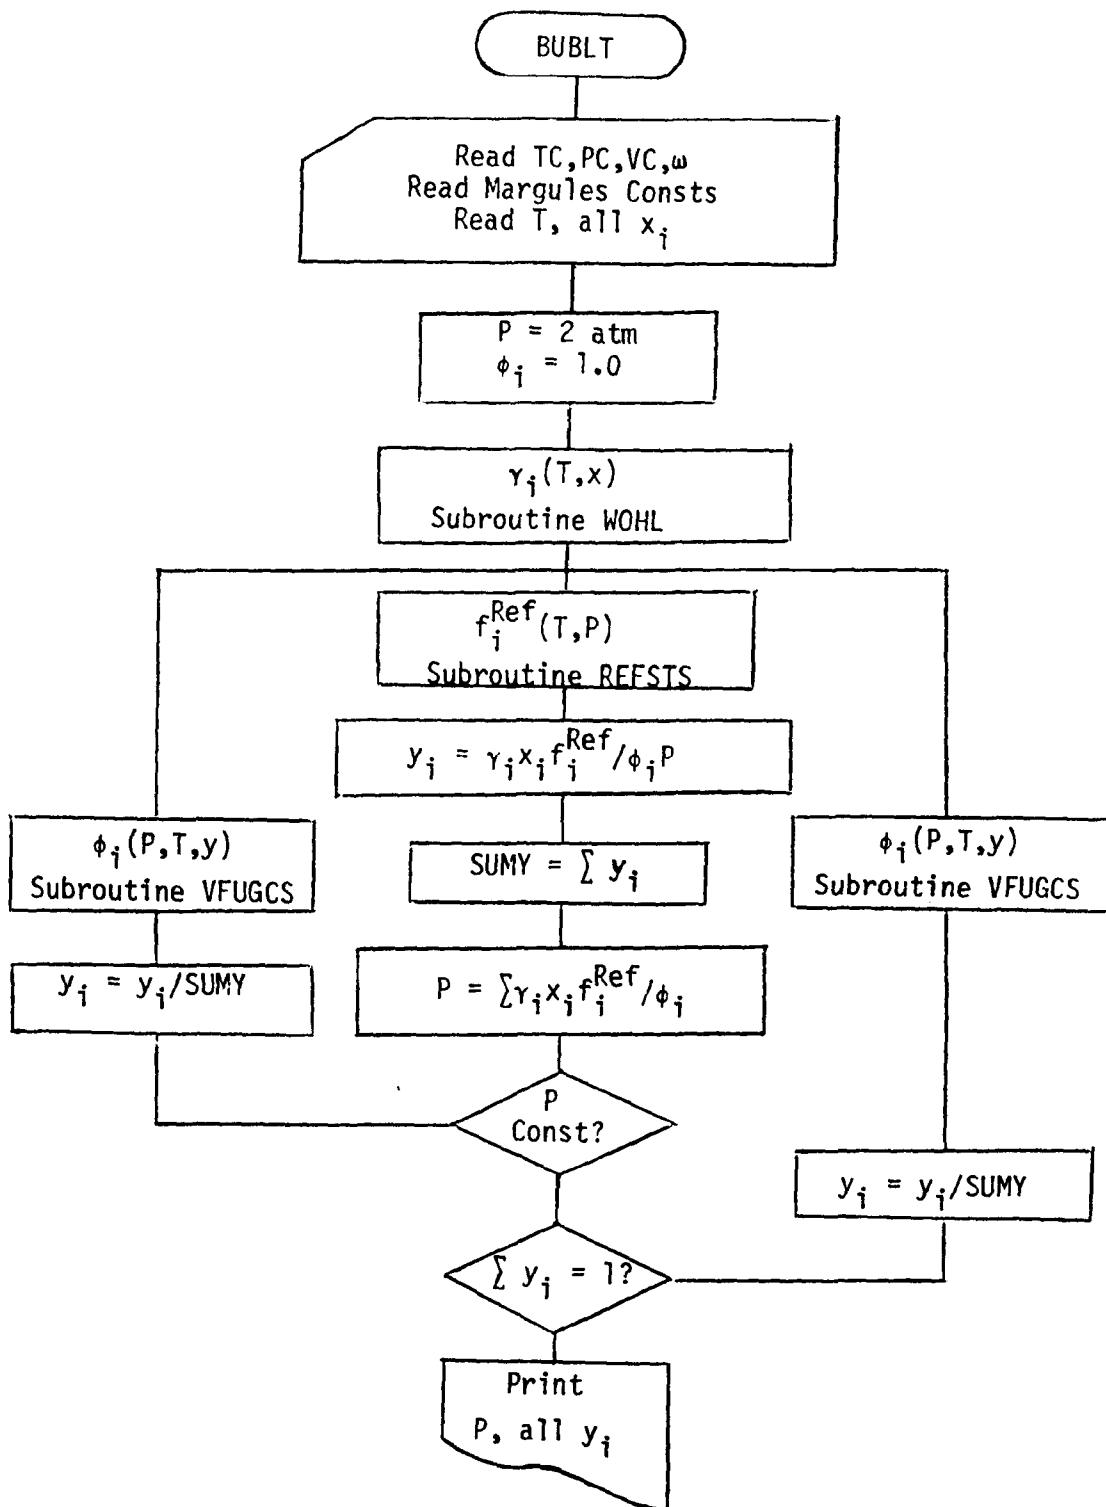 BUBLT
Read TC,PC,VC,ω
Read Margules Consts
Read T, all x_i
P = 2 atm
ϕ_i = 1.0
γ_i(T,x)
Subroutine WOHL
f_i^Ref(T,P)
Subroutine REFSTS
y_i = γ_i x_i f_i^Ref/ϕ_i P
ϕ_i(P,T,y)
Subroutine VFUGCS
SUMY = ∑ y_i
ϕ_i(P,T,y)
Subroutine VFUGCS
y_i = y_i/SUMY
P = ∑γ_i x_i f_i^Ref/ϕ_i
P
Const?
y_i = y_i/SUMY
∑ y_i = 1?
Print
P, all y_i